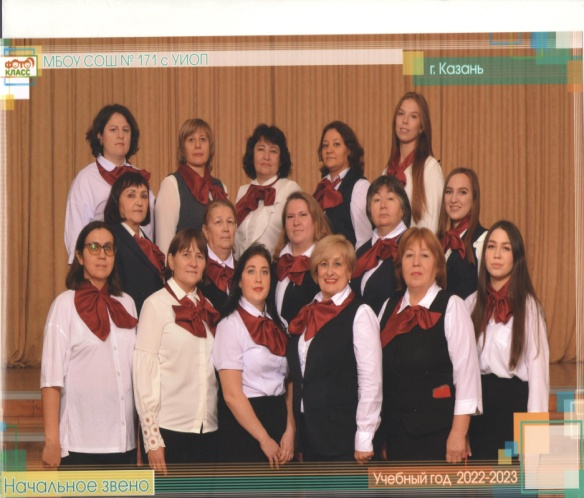 МБОУ СОШ № 171 с УИОП
ФОТО
КЛАСС
г. Казань
Начальное звено
Учебный год 2022-2023